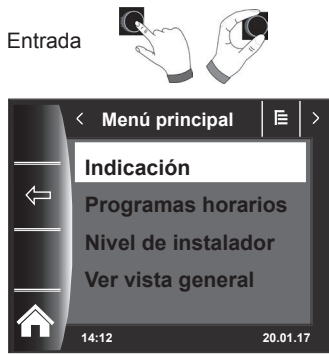 Entrada
< Menú principal >
Indicación
Programas horarios
Nivel de instalador
Ver vista general
14:12 20.01.17